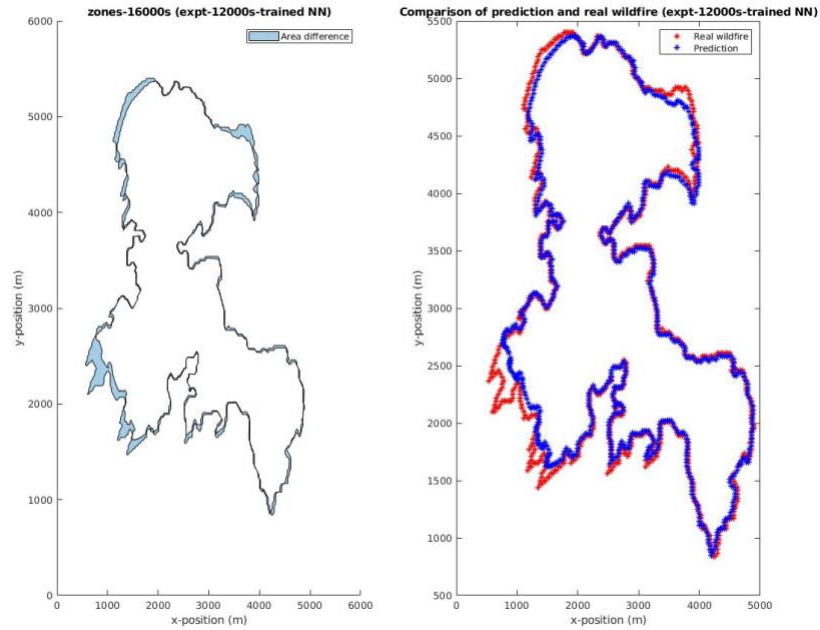 zones-16000s (expt-12000s-trained NN)
Area difference
6000
5000
4000
3000
2000
1000
0
y-position (m)
0 1000 2000 3000 4000 5000 6000
x-position (m)
Comparison of prediction and real wildfire (expt-12000s-trained NN)
Real wildfire
Prediction
5500
5000
4500
4000
3500
3000
2500
2000
1500
1000
500
y-position (m)
0 1000 2000 3000 4000 5000
x-position (m)